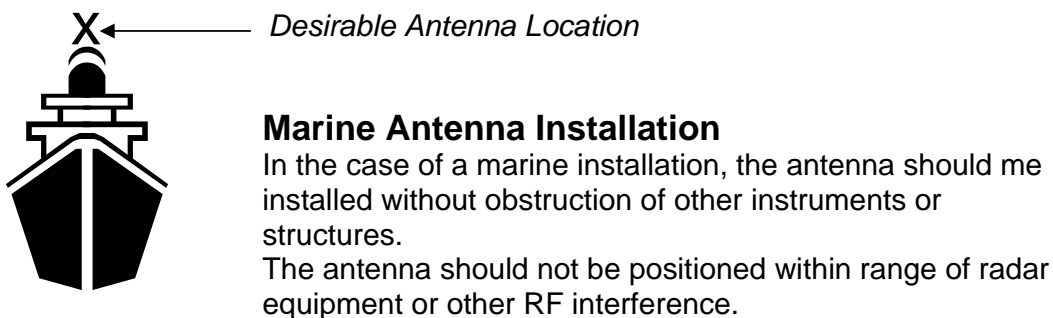 X
Desirable Antenna Location
Marine Antenna Installation
In the case of a marine installation, the antenna should me
installed without obstruction of other instruments or
structures.
The antenna should not be positioned within range of radar
equipment or other RF interference.